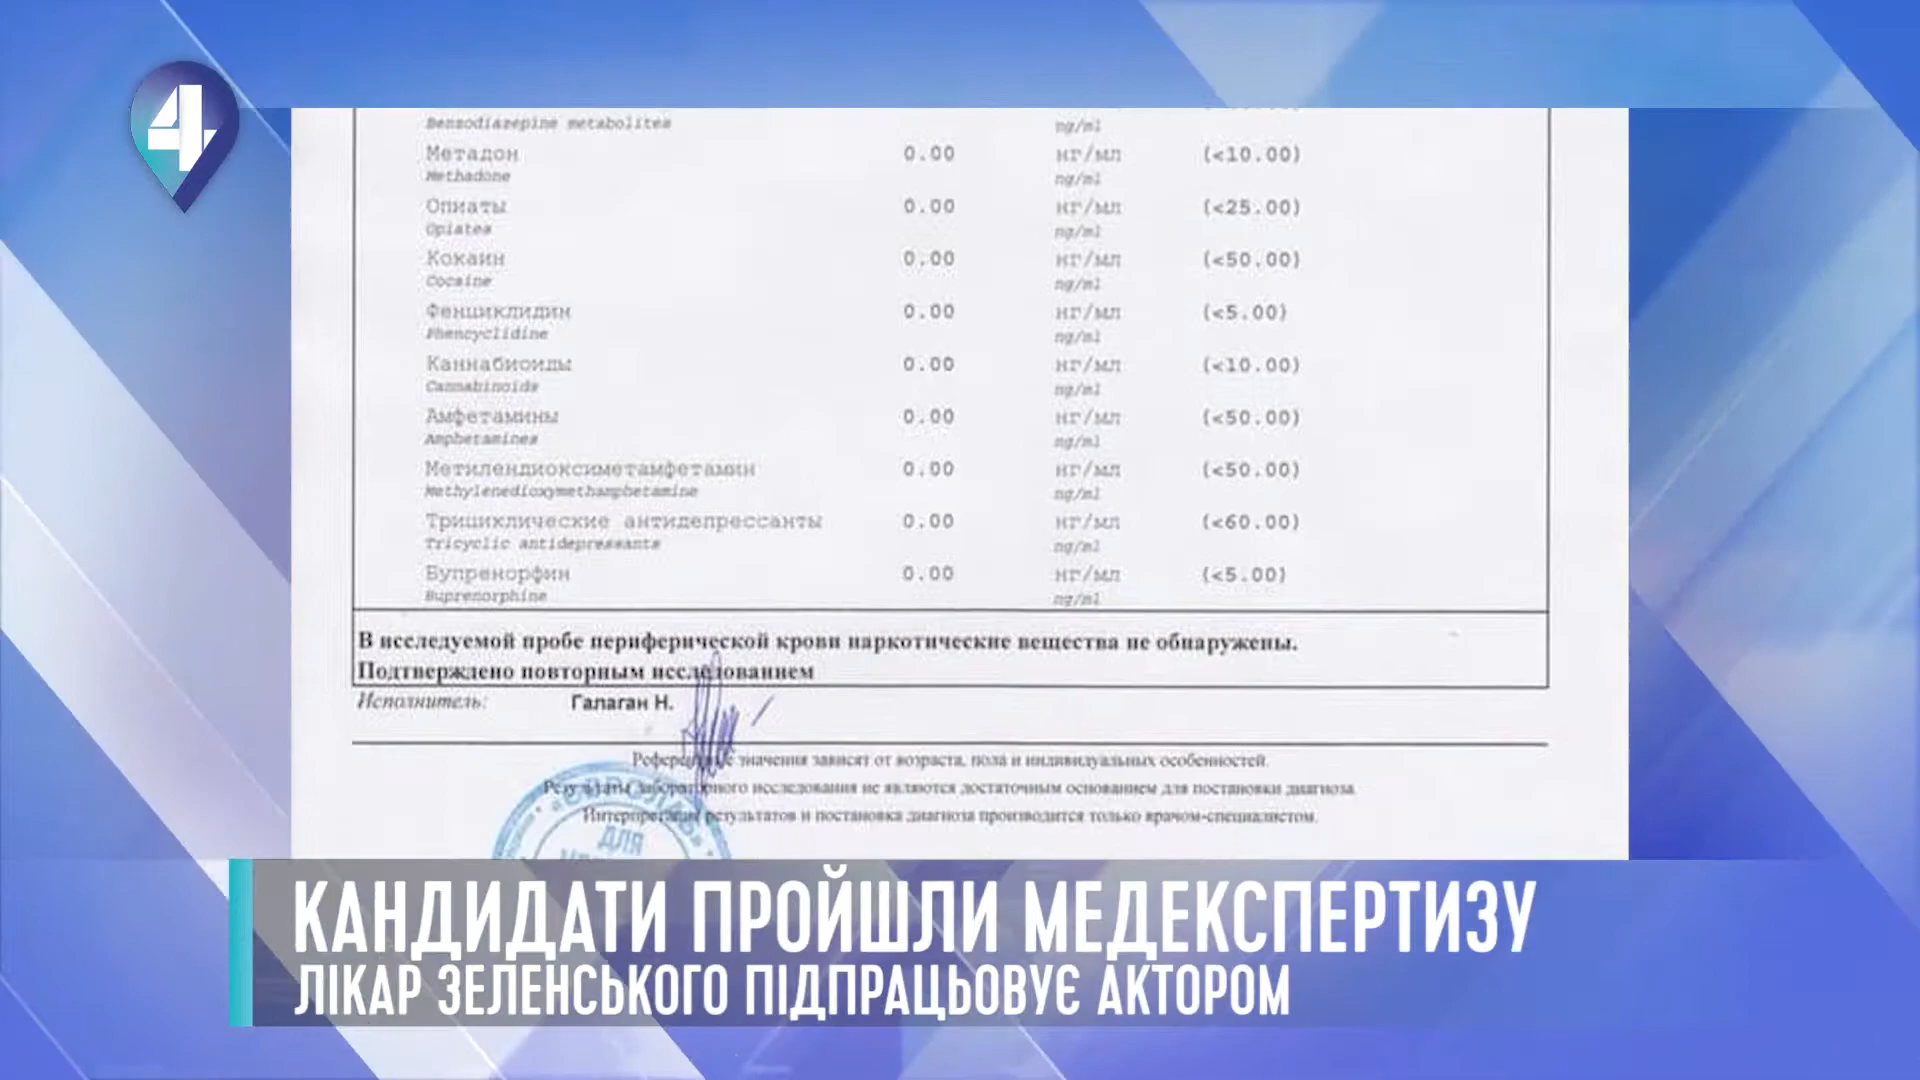 4
Benzodiazepine metabolites ng/ml
Метадон 0.00 нг/мл (<10.00)
Methadone ng/ml
Опиаты 0.00 нг/мл (<25.00)
Opiates ng/ml
Кокаин 0.00 нг/мл (<50.00)
Cocaine ng/ml
Фенциклидин 0.00 нг/мл (<5.00)
Phencyclidine ng/ml
Каннабиоиды 0.00 нг/мл (<10.00)
Cannabinoids ng/ml
Амфетамины 0.00 нг/мл (<50.00)
Amphetamines ng/ml
Метилендиоксиметамфетамин 0.00 нг/мл (<50.00)
Methylenedioxymethamphetamine ng/ml
Трициклические антидепрессанты 0.00 нг/мл (<60.00)
Tricyclic antidepressants ng/ml
Бупренорфин 0.00 нг/мл (<5.00)
Buprenorphine ng/ml
В исследуемой пробе периферической крови наркотические вещества не обнаружены.
Подтверждено повторным исследованием
Исполнитель: Галаган Н.
значения зависят от возраста, пола и индивидуальных особенностей.
Результаты лабораторного исследования не являются достаточным основанием для постановки диагноза.
Интерпретация результатов и постановка диагноза производится только врачом-специалистом.
ДЛЯ
КАНДИДАТИ ПРОЙШЛИ МЕДЕКСПЕРТИЗУ
ЛІКАР ЗЕЛЕНСЬКОГО ПІДПРАЦЬОВУЄ АКТОРОМ